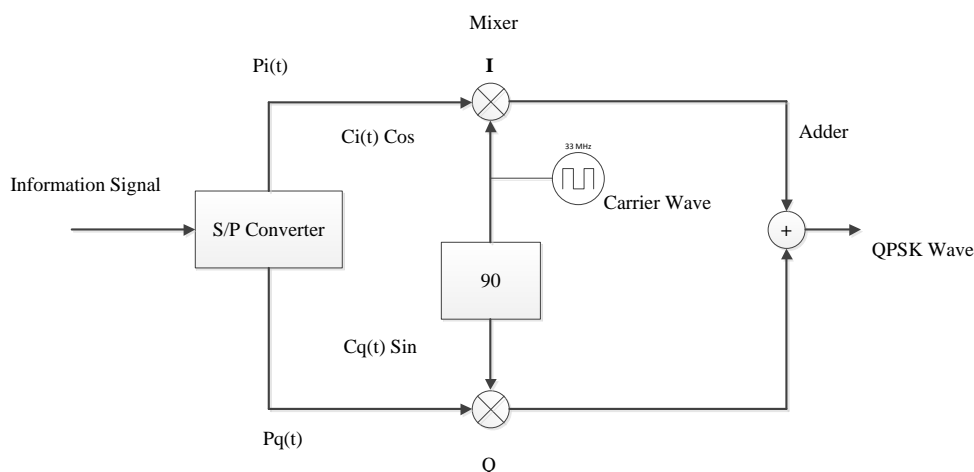 Mixer
I
Pi(t)
Ci(t) Cos
Adder
33 MHz
Information Signal
Carrier Wave
S/P Converter
+
QPSK Wave
90
Cq(t) Sin
Pq(t)
Q